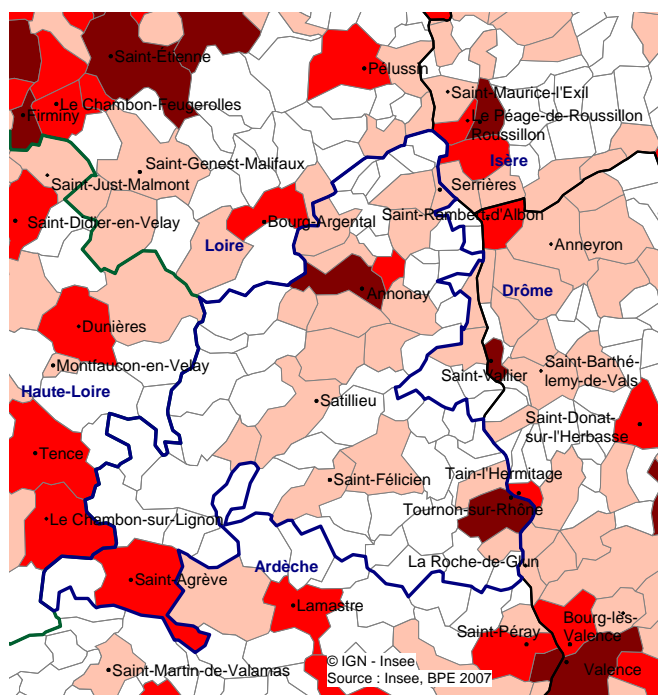 Saint-Étienne
Pélussin
Saint-Maurice-l'Exil
Le Chambon-Feugerolles
Firminy
Le Péage-de-Roussillon
Roussillon
Isère
Saint-Genest-Malifaux
Saint-Just-Malmont
Serrières
Saint-Didier-en-Velay
Bourg-Argental
Saint-Rambert-d'Albon
Loire
Anneyron
Annonay
Drôme
Dunières
Montfaucon-en-Velay
Saint-Vallier
Saint-Barthé-
lemy-de-Vals
Haute-Loire
Satillieu
Saint-Donat
sur-l'Herbasse
Tence
Saint-Félicien
Tain-l'Hermitage
Tournon-sur-Rhône
Le Chambon-sur-Lignon
Ardèche
La Roche-de-Glun
Saint-Agrève
Lamastre
Saint-Péray
Bourg-lès-
Valence
Saint-Martin-de-Valamas
Valence
© IGN - Insee
Source : Insee, BPE 2007